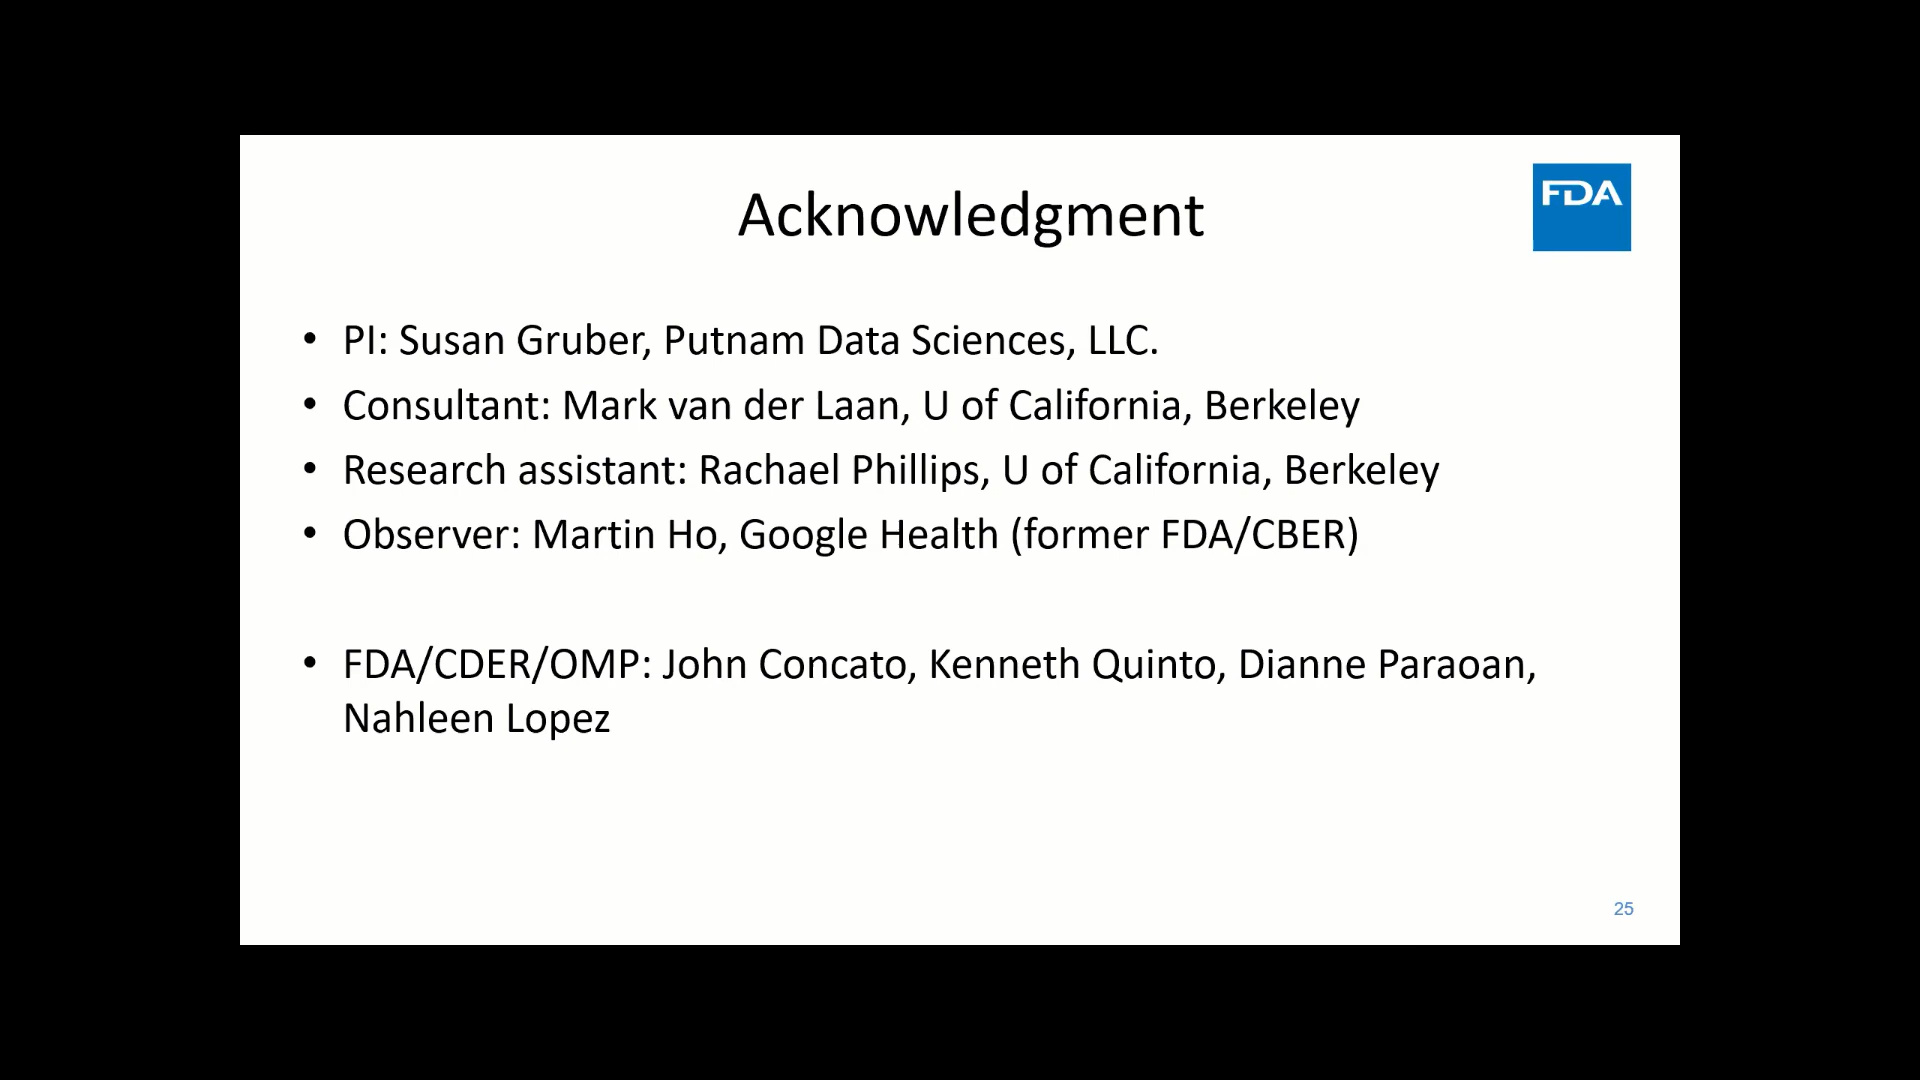 Acknowledgment
FDA
• PI: Susan Gruber, Putnam Data Sciences, LLC.
• Consultant: Mark van der Laan, U of California, Berkeley
• Research assistant: Rachael Phillips, U of California, Berkeley
• Observer: Martin Ho, Google Health (former FDA/CBER)
• FDA/CDER/OMP: John Concato, Kenneth Quinto, Dianne Paraoan,
Nahleen Lopez
25